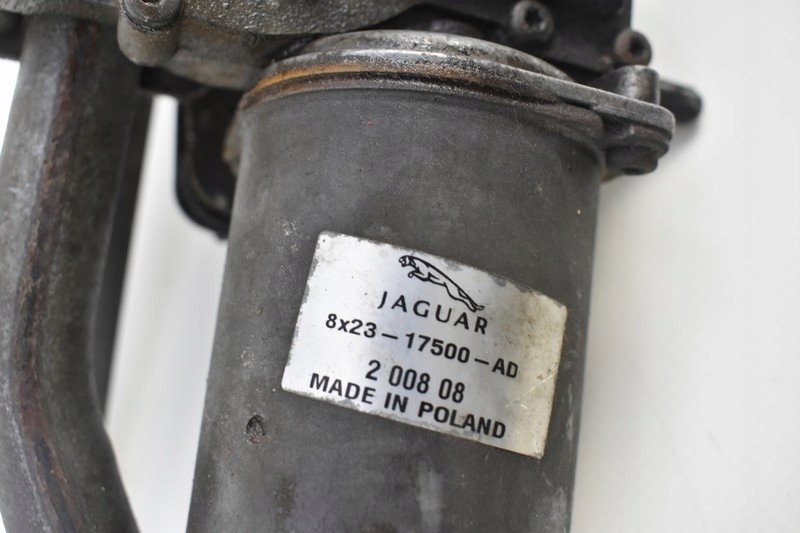 JAGUAR
8x23-17500-AD
2 008 08
MADE IN POLAND